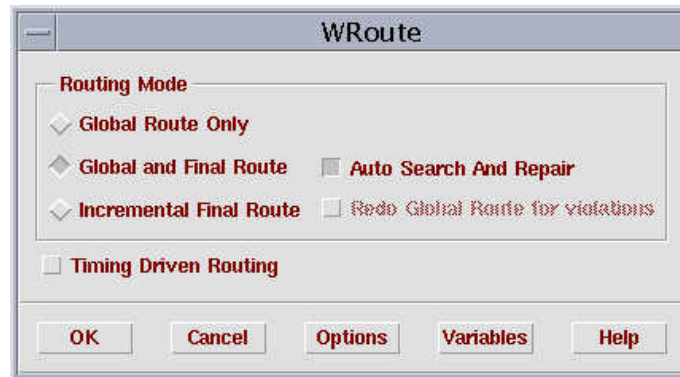 WRoute
Routing Mode
Global Route Only
Global and Final Route Auto Search And Repair
Incremental Final Route Redo Global Route for violations
Timing Driven Routing
OK Cancel Options Variables Help